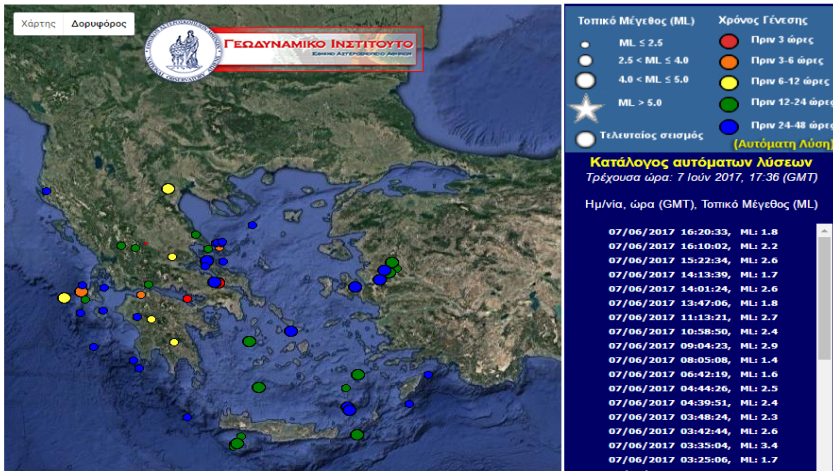 Χάρτης Δορυφόρος
ΓΕΩΔΥΝΑΜΙΚΟ ΙΝΣΤΙΤΟΥΤΟ
ΕΘΝΙΚΟ ΑΣΤΕΡΟΣΚΟΠΕΙΟ ΑΘΗΝΩΝ
Τοπικό Μέγεθος (ML) Χρόνος Γένεσης
ML ≤ 2.5 Πριν 3 ώρες
2.5 < ML ≤ 4.0 Πριν 3-6 ώρες
4.0 < ML ≤ 5.0 Πριν 6-12 ώρες
ML > 5.0 Πριν 12-24 ώρες
Τελευταίος σεισμός Πριν 24-48 ώρες
(Αυτόματη Λύση)
Κατάλογος αυτόματων λύσεων
Τρέχουσα ώρα: 7 Ιούν 2017, 17:36 (GMT)
Ημ/νία, ώρα (GMT), Τοπικό Μέγεθος (ML)
07/06/2017 16:20:33, ML: 1.8
07/06/2017 16:10:02, ML: 2.2
07/06/2017 15:22:34, ML: 2.6
07/06/2017 14:13:39, ML: 1.7
07/06/2017 14:01:24, ML: 2.6
07/06/2017 13:47:06, ML: 1.8
07/06/2017 11:13:21, ML: 2.7
07/06/2017 10:58:50, ML: 2.4
07/06/2017 09:04:23, ML: 2.9
07/06/2017 08:05:08, ML: 1.4
07/06/2017 06:42:19, ML: 1.6
07/06/2017 04:44:26, ML: 2.5
07/06/2017 04:39:51, ML: 2.4
07/06/2017 03:48:24, ML: 2.3
07/06/2017 03:42:44, ML: 2.6
07/06/2017 03:35:04, ML: 3.4
07/06/2017 03:25:06, ML: 1.7